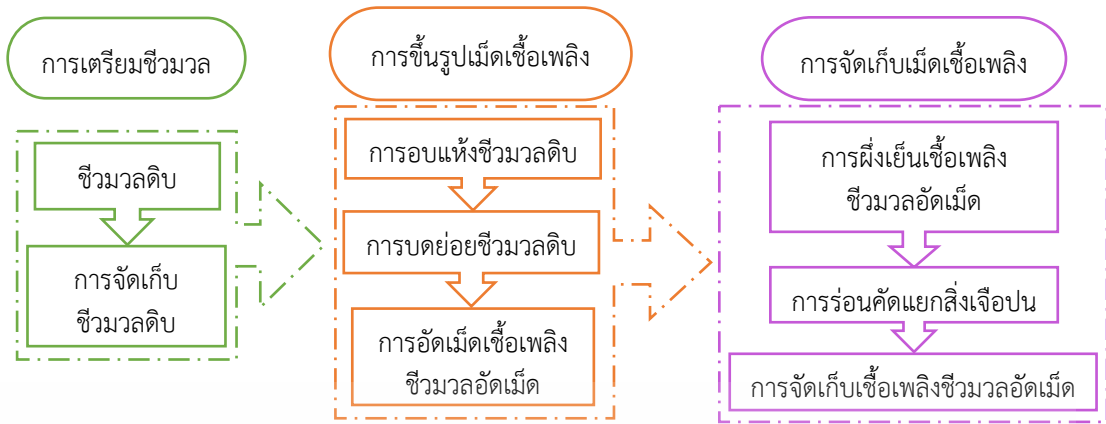 การเตรียมชีวมวล
ชีวมวลดิบ
การจัดเก็บ
ชีวมวลดิบ
การขึ้นรูปเม็ดเชื้อเพลิง
การอบแห้งชีวมวลดิบ
การบดย่อยชีวมวลดิบ
การอัดเม็ดเชื้อเพลิง
ชีวมวลอัดเม็ด
การจัดเก็บเม็ดเชื้อเพลิง
การผึ่งเย็นเชื้อเพลิง
ชีวมวลอัดเม็ด
การร่อนคัดแยกสิ่งเจือปน
การจัดเก็บเชื้อเพลิงชีวมวลอัดเม็ด